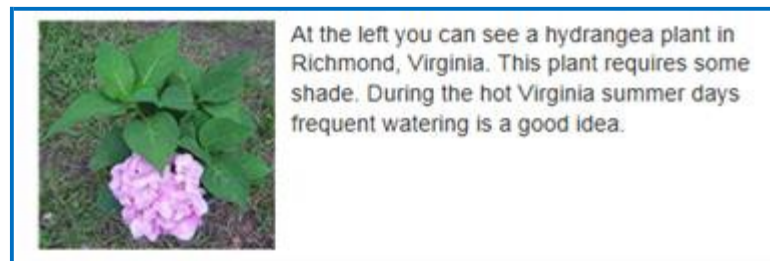 At the left you can see a hydrangea plant in
Richmond, Virginia. This plant requires some
shade. During the hot Virginia summer days
frequent watering is a good idea.